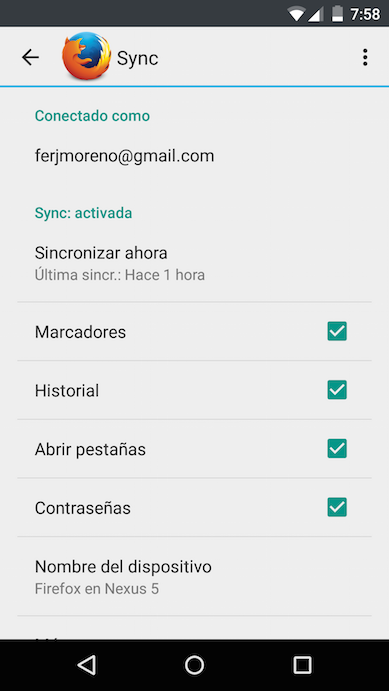 7:58
Sync
Conectado como
ferjmoreno@gmail.com
Sync: activada
Sincronizar ahora
Última sincr.: Hace 1 hora
Marcadores
Historial
Abrir pestañas
Contraseñas
Nombre del dispositivo
Firefox en Nexus 5